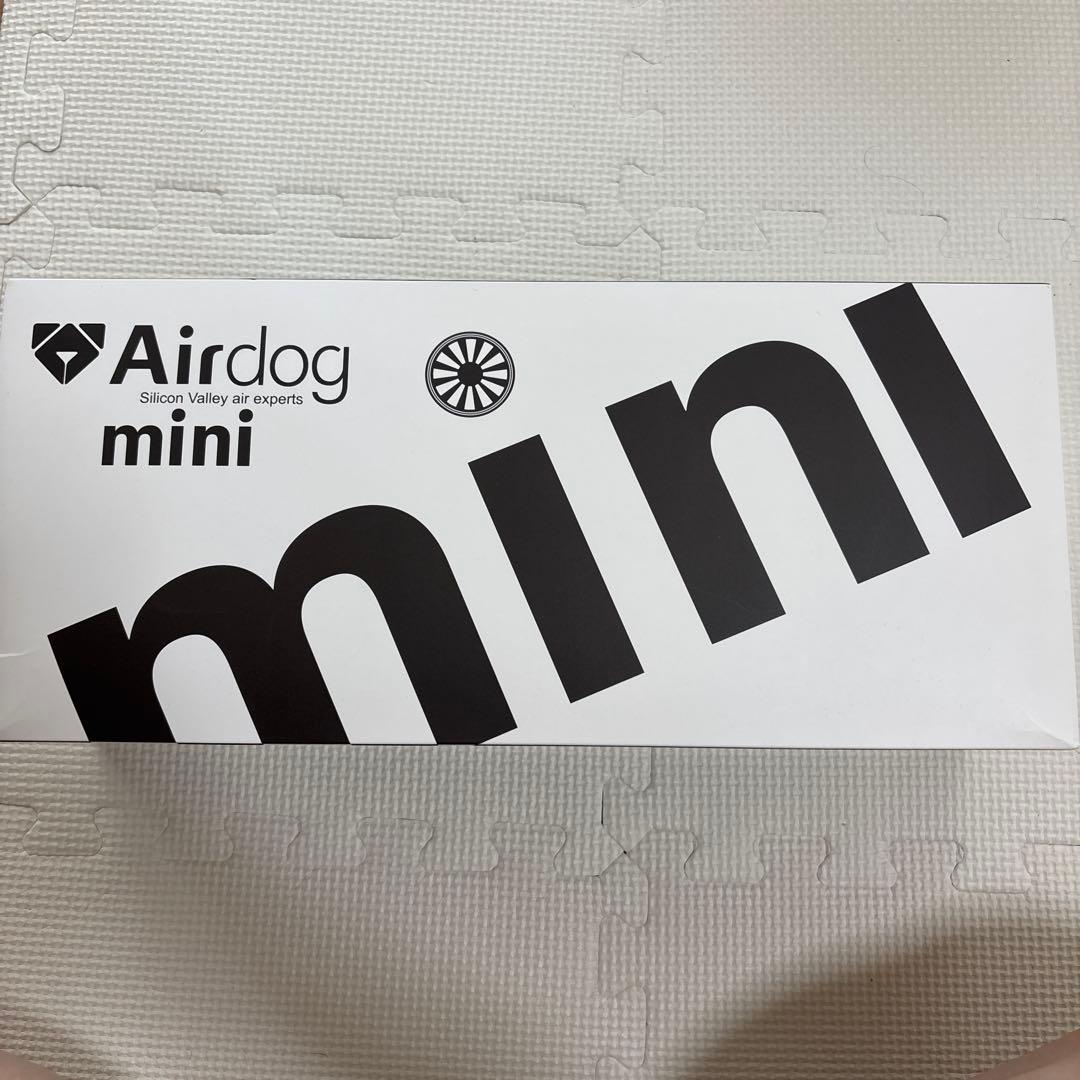 Airdog
Silicon Valley air experts
mini
mini